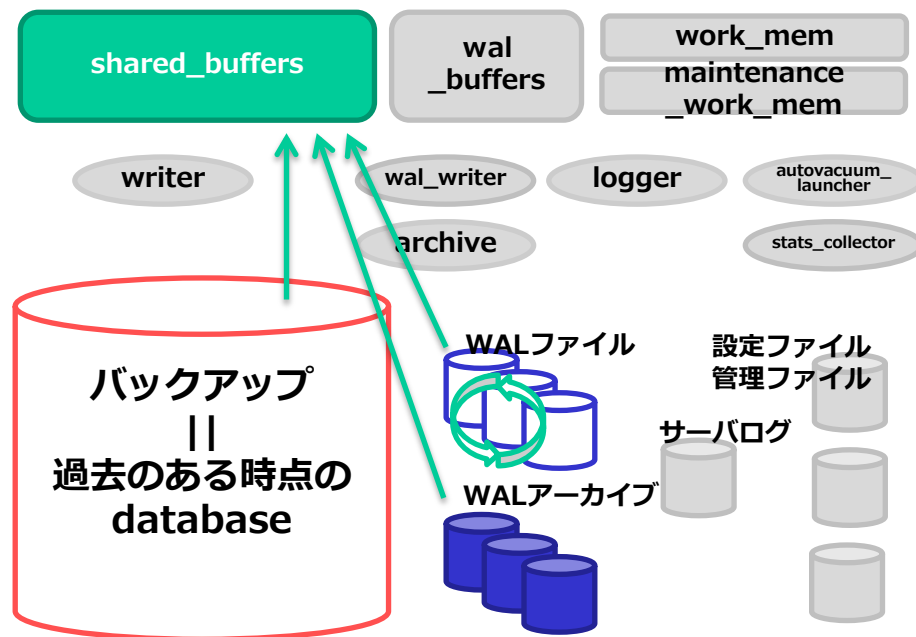 shared_buffers
wal
_buffers
work_mem
maintenance
_work_mem
writer
wal_writer
logger
autovacuum_
launcher
archive
stats_collector
バックアップ
||
過去のある時点の
database
WALファイル
設定ファイル
管理ファイル
サーバログ
WALアーカイブ